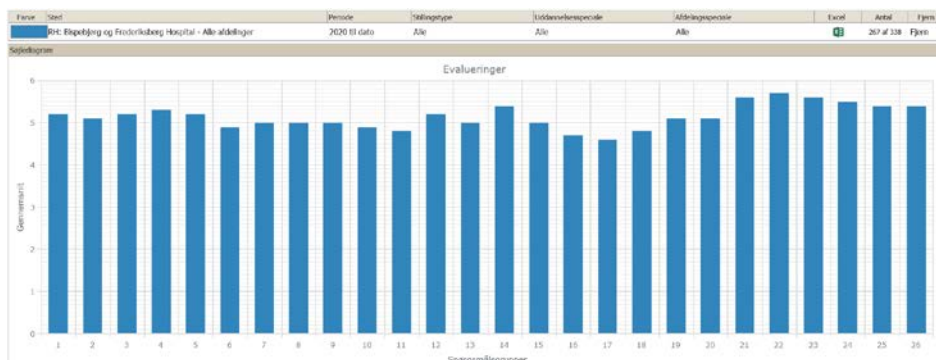 Farve Sted Periode Stillingstype Uddannelsesspeciale Afdelingsspeciale Excel Antal Fjern
RH: Bispebjerg og Frederiksberg Hospital - Alle afdelinger 2020 til dato Alle Alle Alle 267 af 338 Fjern
Søjlediagram
Evalueringer
6
5
4
3
2
1
0
Gennemsnit
1 2 3 4 5 6 7 8 9 10 11 12 13 14 15 16 17 18 19 20 21 22 23 24 25 26
Spørgsmålsgrupper